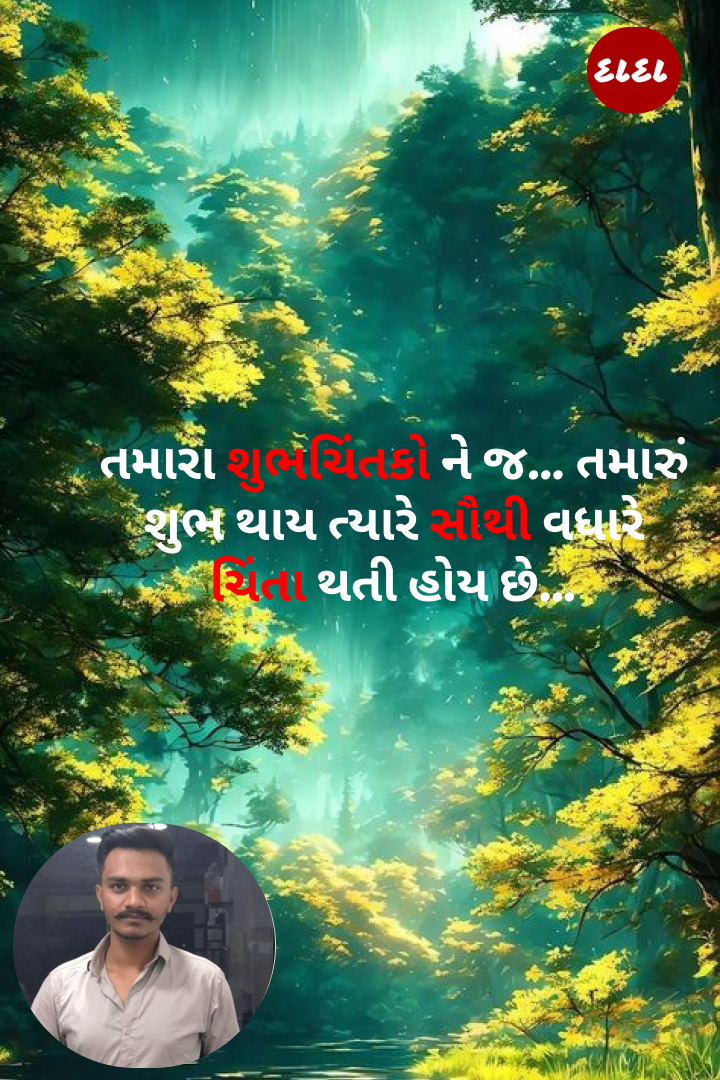 દાદા
તમારા શુભચિંતકો ને જ... તમારું
શુભ થાય ત્યારે સૌથી વધારે
ચિંતા થતી હોય છે...